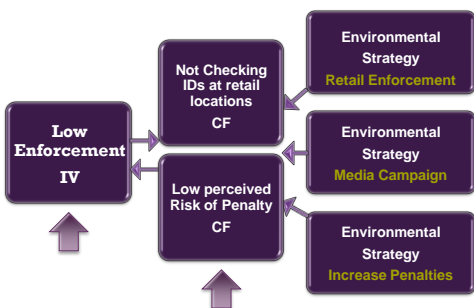 Low
Enforcement
IV
Not Checking
IDs at retail
locations
CF
Low perceived
Risk of Penalty
CF
Environmental
Strategy
Retail Enforcement
Environmental
Strategy
Media Campaign
Environmental
Strategy
Increase Penalties